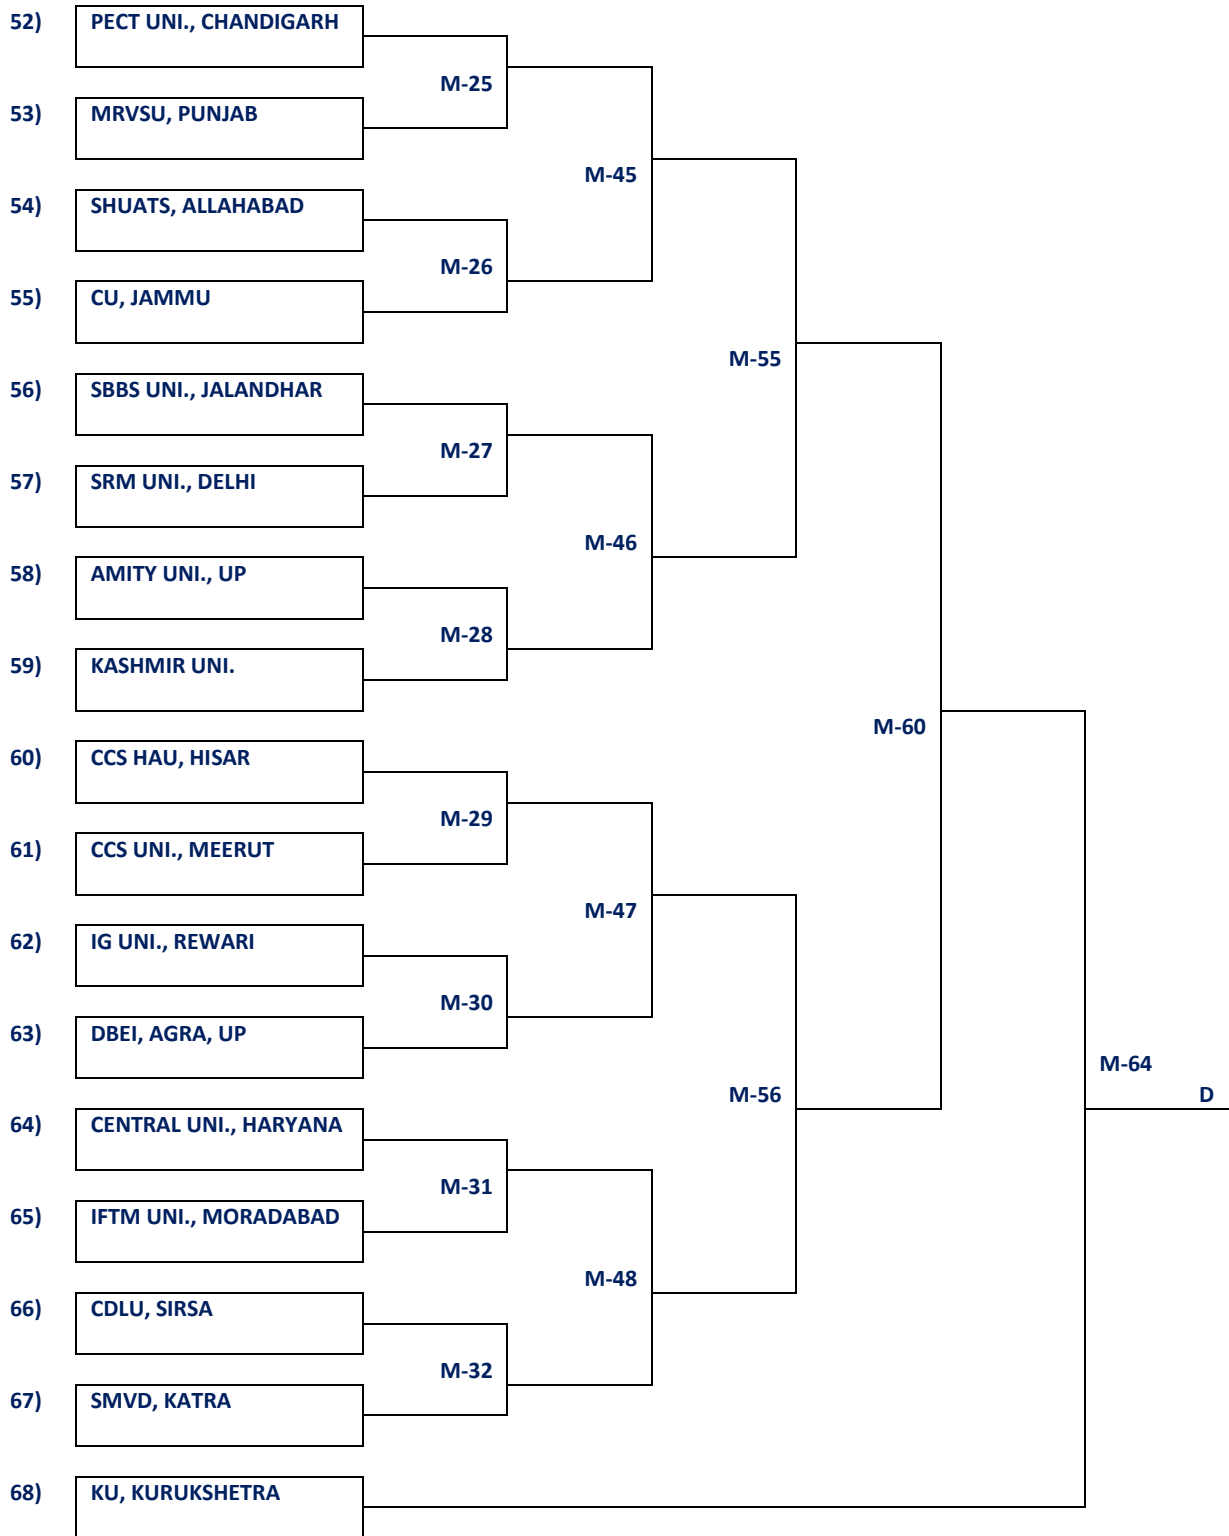 52) PECT UNI., CHANDIGARH
M-25
53) MRVSU, PUNJAB
M-45
54) SHUATS, ALLAHABAD
M-26
55) CU, JAMMU
M-55
56) SBBS UNI., JALANDHAR
M-27
57) SRM UNI., DELHI
M-46
58) AMITY UNI., UP
M-28
59) KASHMIR UNI.
M-60
60) CCS HAU, HISAR
M-29
61) CCS UNI., MEERUT
M-47
62) IG UNI., REWARI
M-30
63) DBEI, AGRA, UP
M-64
M-56
D
64) CENTRAL UNI., HARYANA
M-31
65) IFTM UNI., MORADABAD
M-48
66) CDLU, SIRSA
M-32
67) SMVD, KATRA
68) KU, KURUKSHETRA